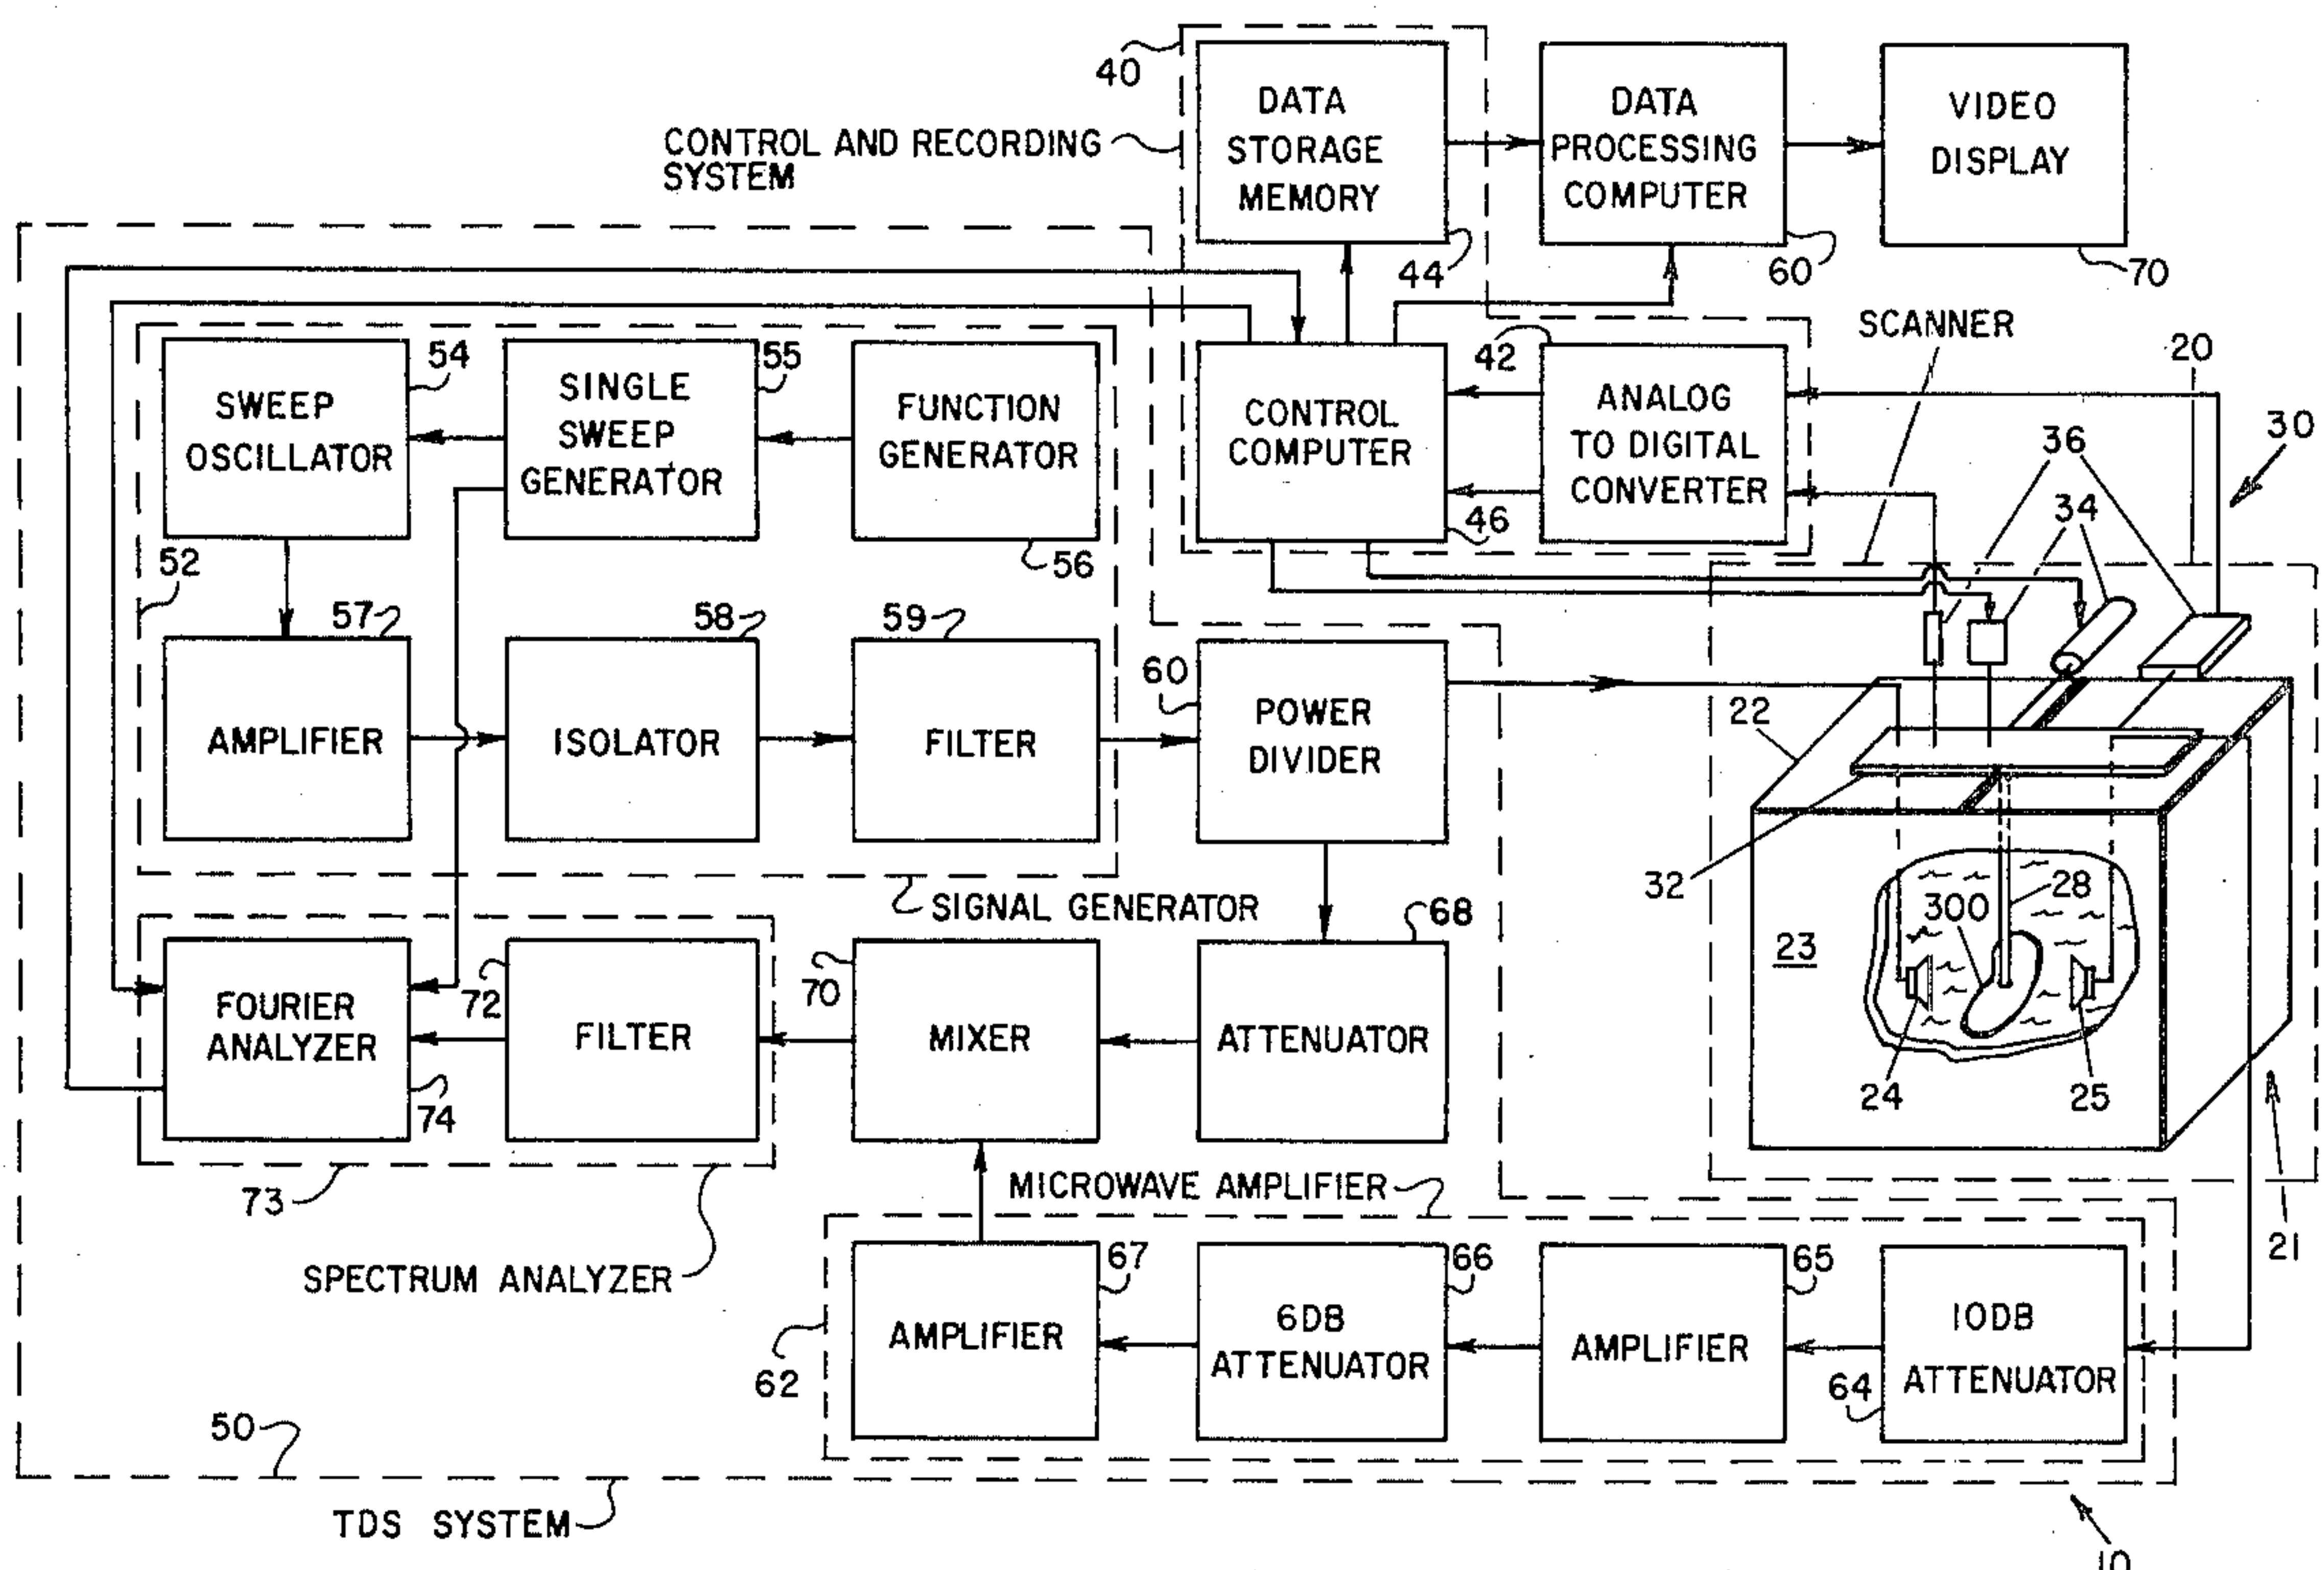 40
DATA
STORAGE
MEMORY
44
DATA
PROCESSING
COMPUTER
60
VIDEO
DISPLAY
70
CONTROL AND RECORDING
SYSTEM
SWEEP
OSCILLATOR
54
SINGLE
SWEEP
GENERATOR
55
FUNCTION
GENERATOR
56
CONTROL
COMPUTER
46
42
ANALOG
TO DIGITAL
CONVERTER
SCANNER
20
30
36
34
52
57
AMPLIFIER
58
ISOLATOR
59
FILTER
60
POWER
DIVIDER
22
32
28
300
23
24
25
21
SIGNAL GENERATOR
FOURIER
ANALYZER
74
72
FILTER
70
MIXER
68
ATTENUATOR
73
SPECTRUM ANALYZER
MICROWAVE AMPLIFIER
62
AMPLIFIER
67
6DB
ATTENUATOR
66
AMPLIFIER
65
10DB
ATTENUATOR
64
50
TDS SYSTEM
10